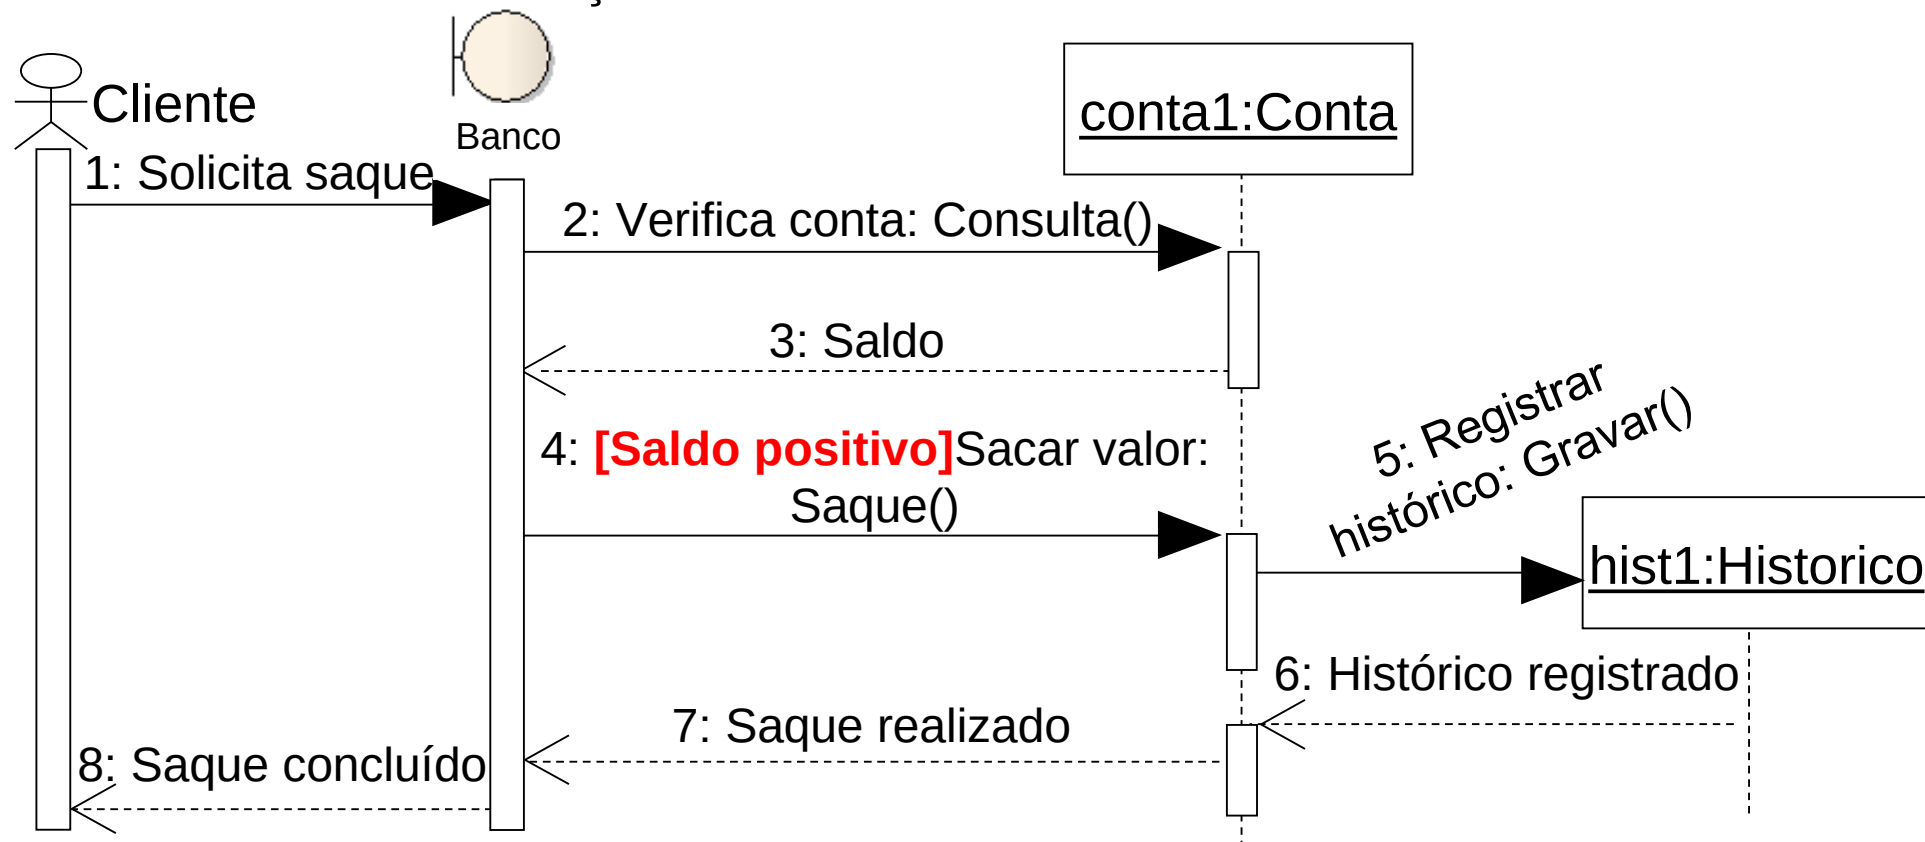 Cliente
Banco
conta1:Conta
1: Solicita saque
2: Verifica conta: Consulta()
3: Saldo
4: [Saldo positivo]Sacar valor:
Saque()
5: Registrar
histórico: Gravar()
hist1:Historico
6: Histórico registrado
7: Saque realizado
8: Saque concluído